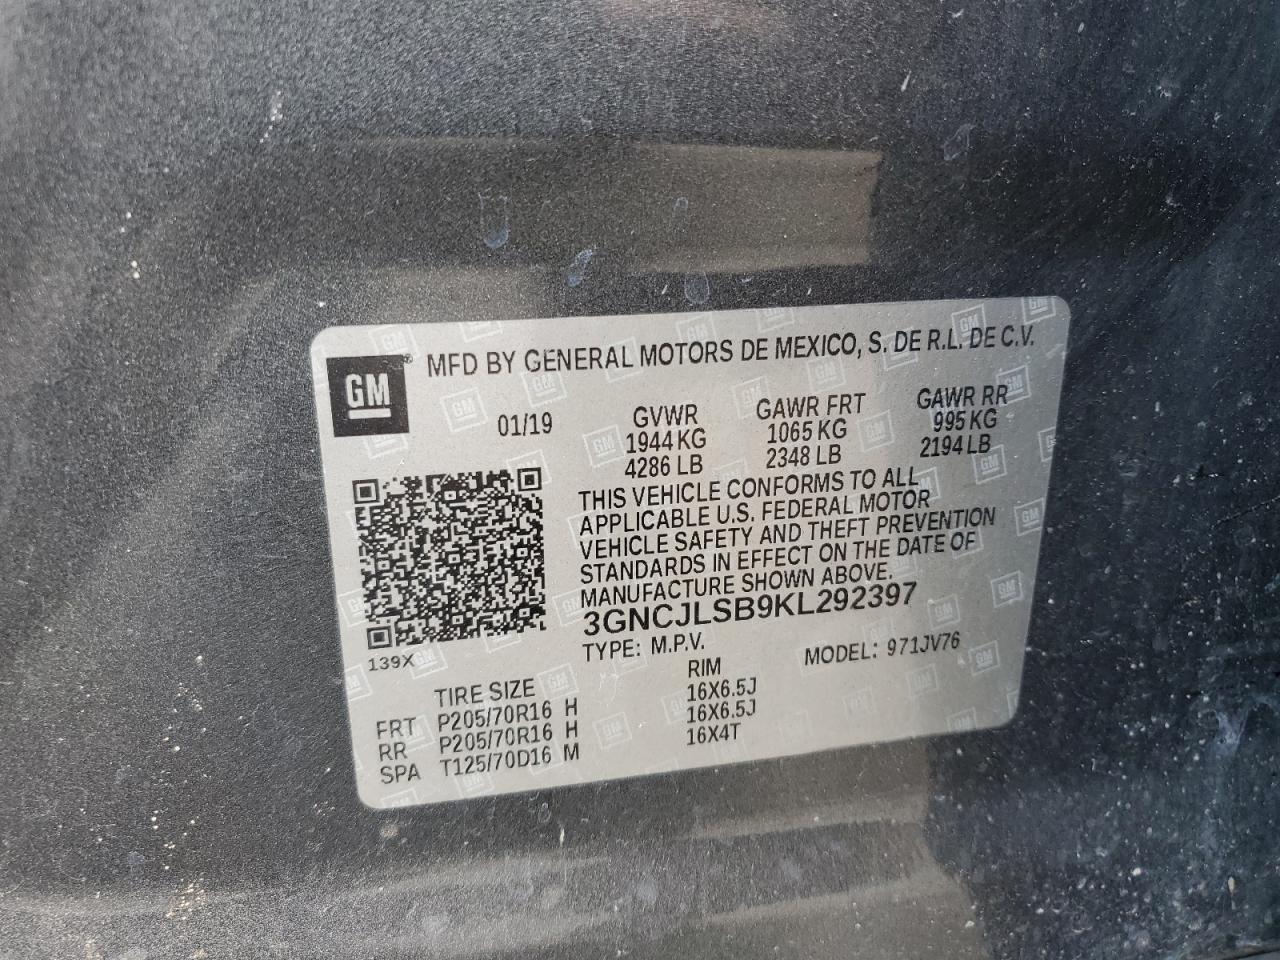 GM
MFD BY GENERAL MOTORS DE MEXICO, S. DE R.L. DE C.V.
01/19
GVWR GAWR FRT GAWR RR
1944 KG 1065 KG 995 KG
4286 LB 2348 LB 2194 LB
THIS VEHICLE CONFORMS TO ALL
APPLICABLE U.S. FEDERAL MOTOR
VEHICLE SAFETY AND THEFT PREVENTION
STANDARDS IN EFFECT ON THE DATE OF
MANUFACTURE SHOWN ABOVE.
3GNCJLSB9KL292397
TYPE: M.P.V. MODEL: 971JV76
139X
TIRE SIZE RIM
FRT P205/70R16 H 16X6.5J
RR P205/70R16 H 16X6.5J
SPA T125/70D16 M 16X4T